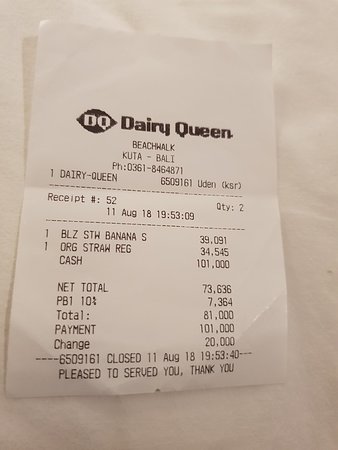 DQ Dairy Queen
BEACHWALK
KUTA - BALI
Ph:0361-8464871
1 DAIRY-QUEEN 6509161 Uden (ksr)
Receipt #: 52 Qty: 2
11 Aug 18 19:53:09
1 BLZ STW BANANA S 39,091
1 ORG STRAW REG 34,545
CASH 101,000
NET TOTAL 73,636
PB1 10% 7,364
Total: 81,000
PAYMENT 101,000
Change 20,000
----6509161 CLOSED 11 Aug 18 19:53:40----
PLEASED TO SERVED YOU, THANK YOU